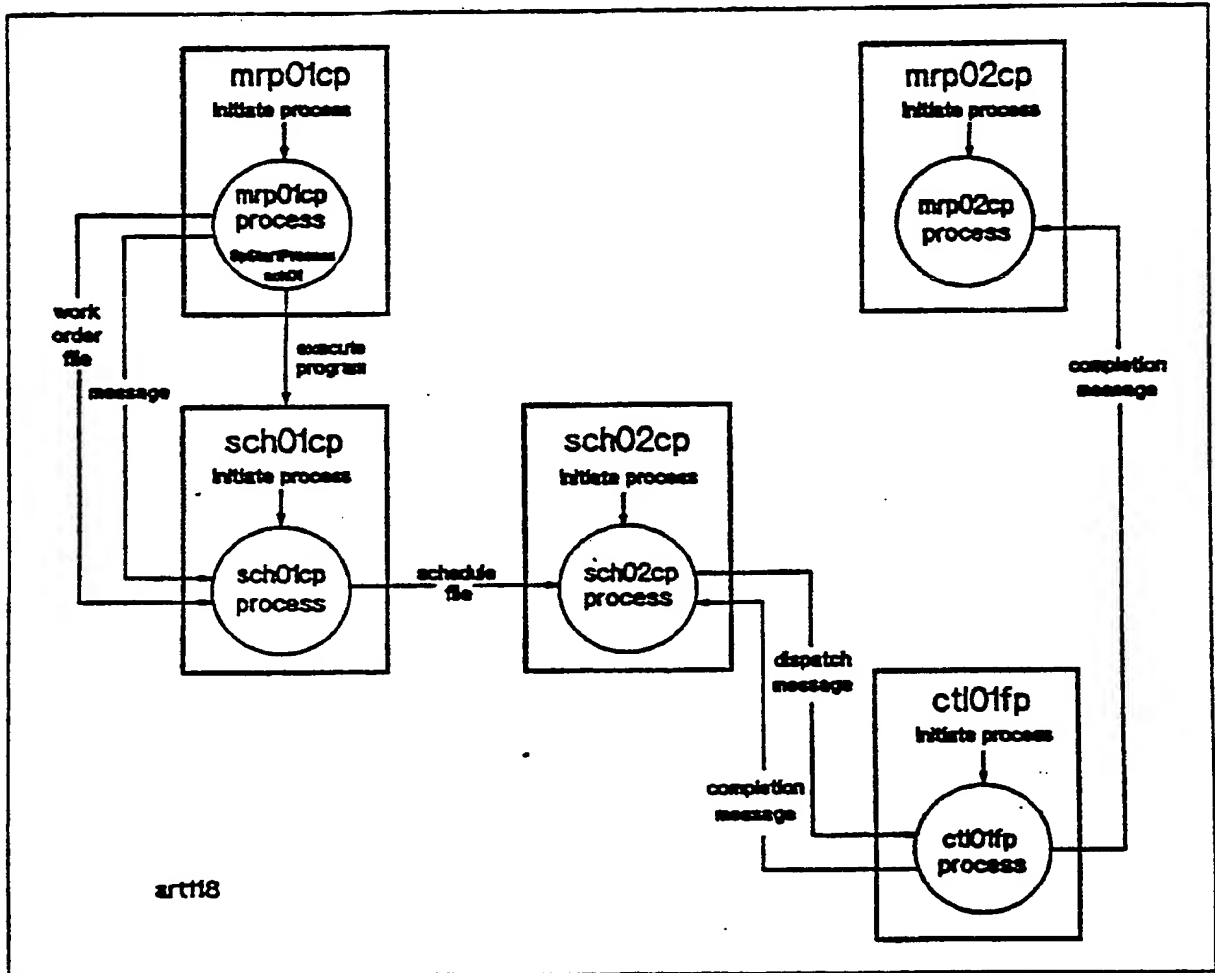 mrp01cp
initiate process
mrp01cp
process
work
order
file
message
execute
program
mrp02cp
initiate process
mrp02cp
process
completion
message
sch01cp
initiate process
sch01cp
process
schedule
file
sch02cp
initiate process
sch02cp
process
dispatch
message
completion
message
ctl01fp
initiate process
ctl01fp
process
art118